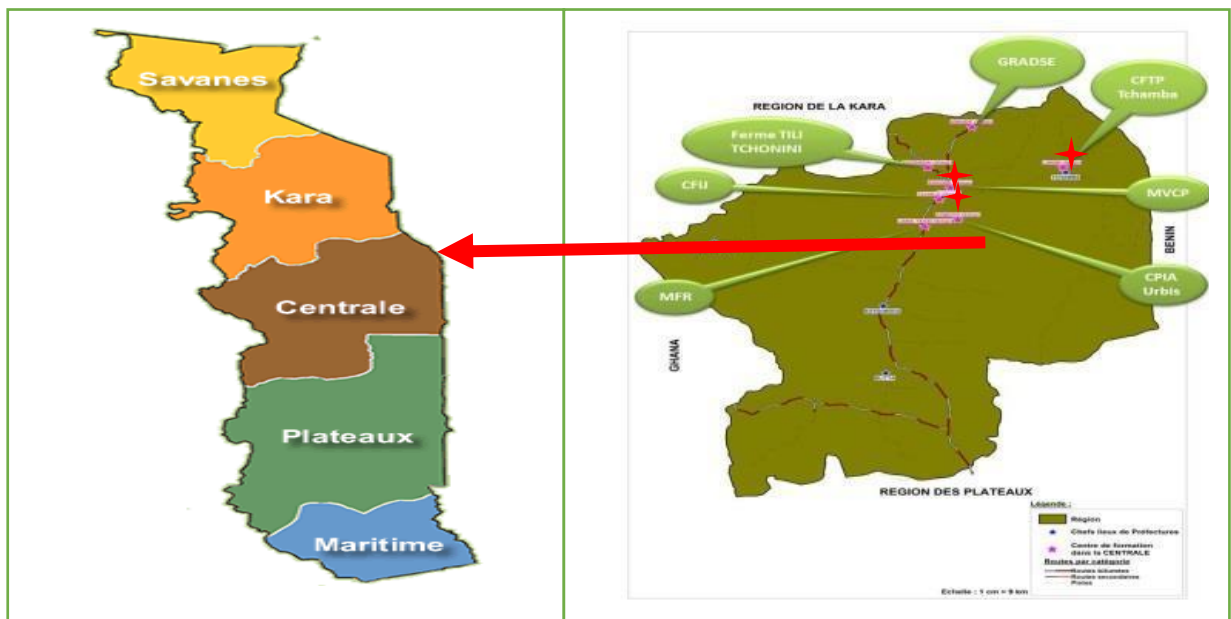 Savanes
Kara
Centrale
Plateaux
Maritime
GRADSE
CFTP
Tchamba
REGION DE LA KARA
Ferme TILI
TCHONINI
CFIJ
MVCP
BENIN
MFR
CPIA
Urbis
GHANA
REGION DES PLATEAUX
Légende :
Région
Chefs lieux de Préfectures
Centre de formation
dans la CENTRALE
Routes par catégorie
Routes bitumées
Routes secondaires
Pistes
Echelle : 1 cm = 9 km